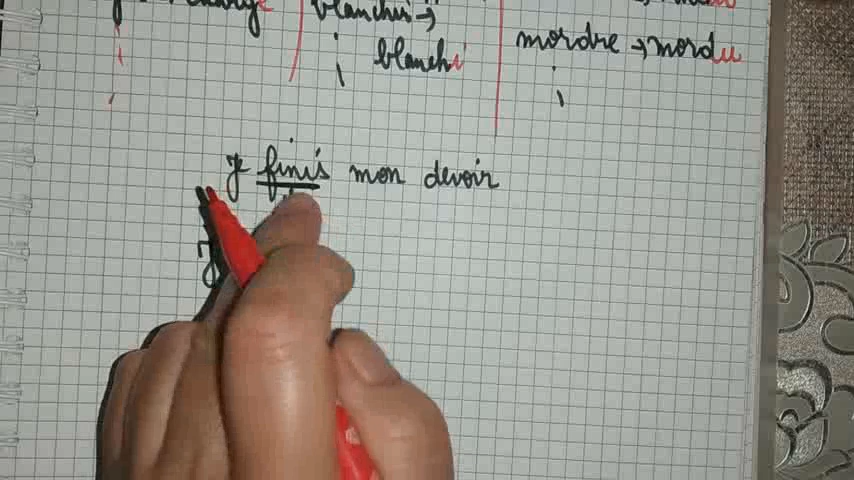 blanchir →
blanchi
mordre → mordu
Je finis mon devoir
J